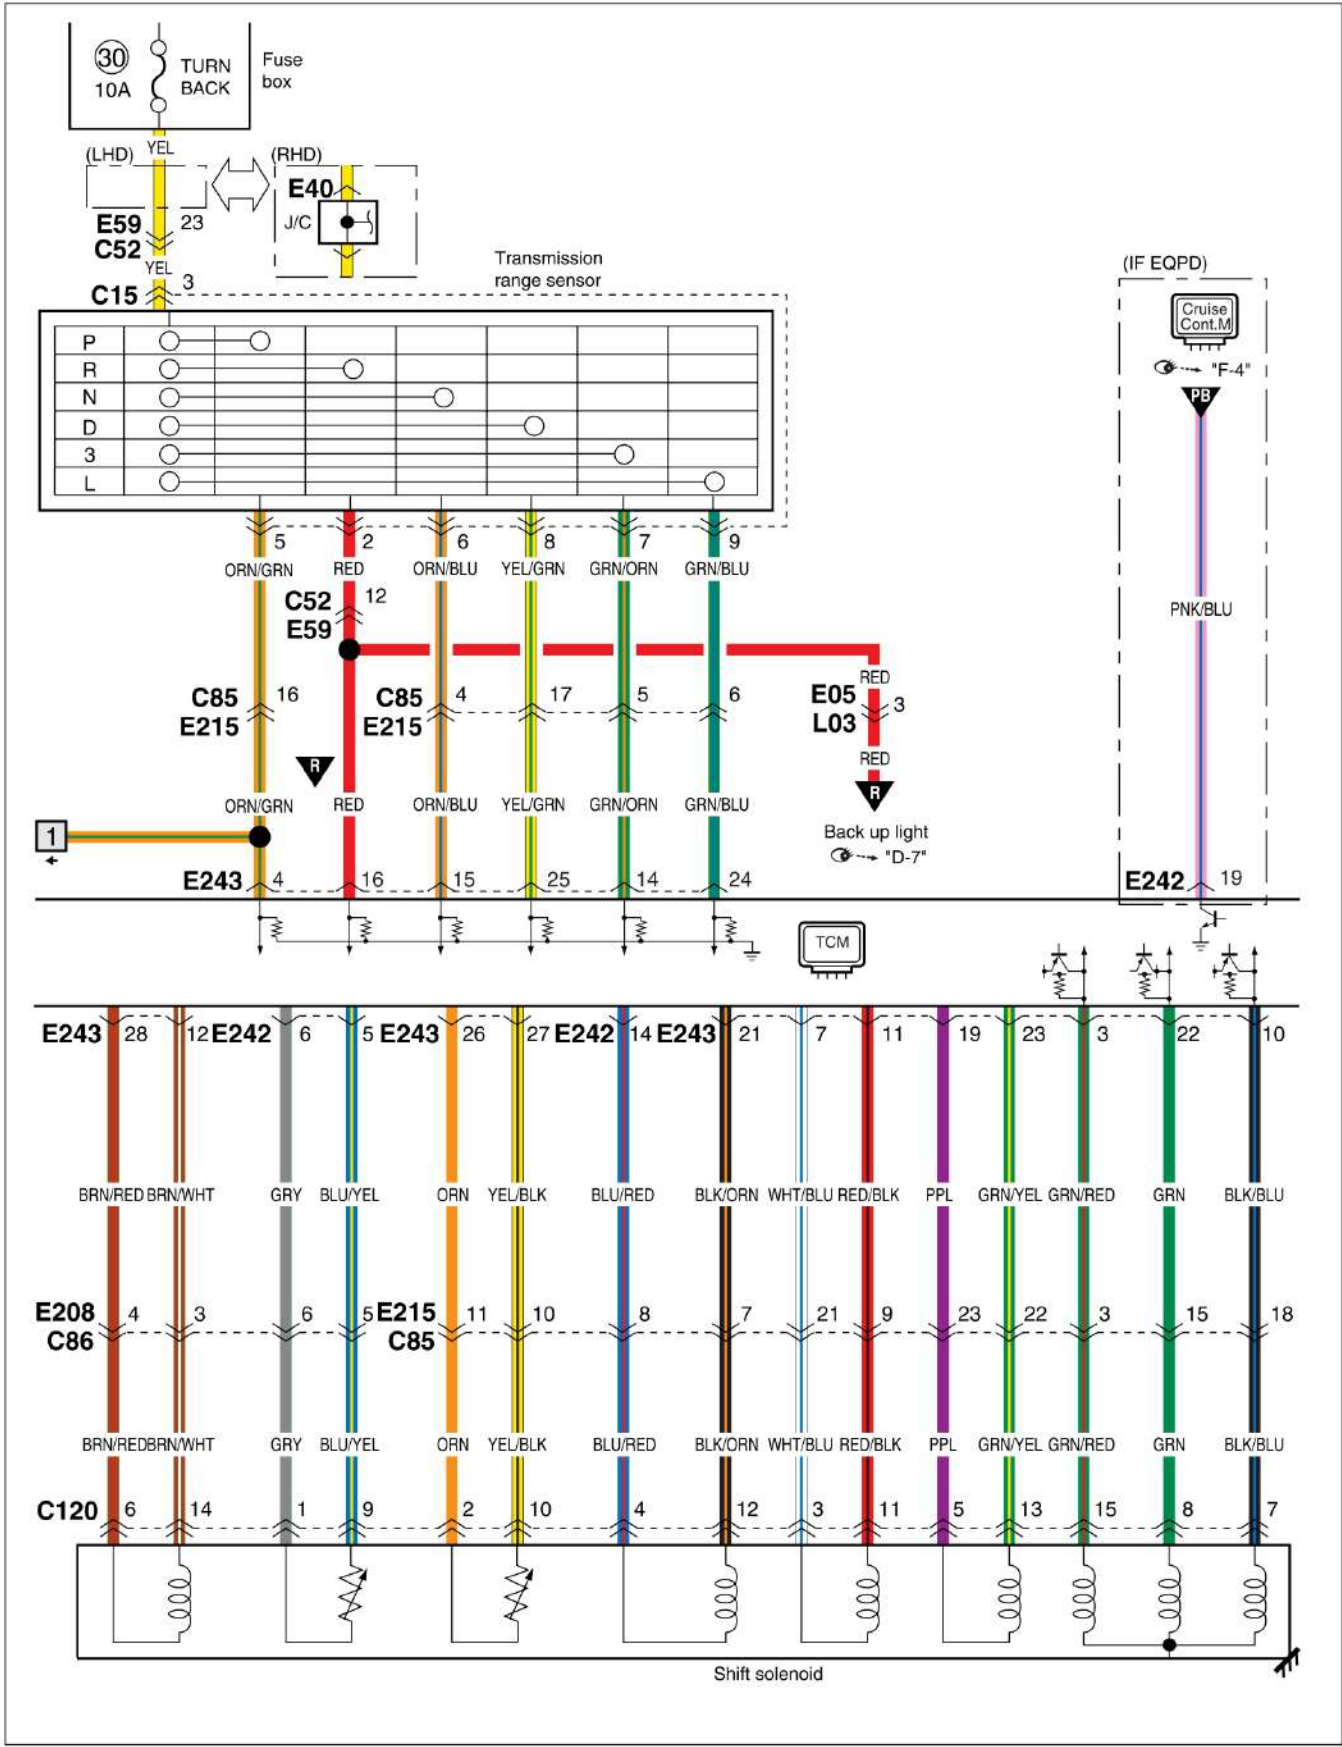 30 TURN Fuse
10A BACK box
(LHD) YEL (RHD)
E40
E59 23 J/C
C52
YEL Transmission
range sensor
C15 3
(IF EQPD)
Cruise
Cont.M
"F-4"
PB
P
R
N
D
3
L
5 2 6 8 7 9
ORN/GRN RED ORN/BLU YEL/GRN GRN/ORN GRN/BLU
C52 12
E59
PNK/BLU
RED
C85 16 C85 4 17 5 6 E05 3
E215 E215 L03
RED
R R
ORN/GRN RED ORN/BLU YEL/GRN GRN/ORN GRN/BLU
Back up light
"D-7"
1
E243 4 16 15 25 14 24 E242 19
TCM
E243 28 12 E242 6 5 E243 26 27 E242 14 E243 21 7 11 19 23 3 22 10
BRN/RED BRN/WHT GRY BLU/YEL ORN YEL/BLK BLU/RED BLK/ORN WHT/BLU RED/BLK PPL GRN/YEL GRN/RED GRN BLK/BLU
E208 4 3 6 5 E215 11 10 8 7 21 9 23 22 3 15 18
C86 C85
BRN/RED BRN/WHT GRY BLU/YEL ORN YEL/BLK BLU/RED BLK/ORN WHT/BLU RED/BLK PPL GRN/YEL GRN/RED GRN BLK/BLU
C120 6 14 1 9 2 10 4 12 3 11 5 13 15 8 7
Shift solenoid